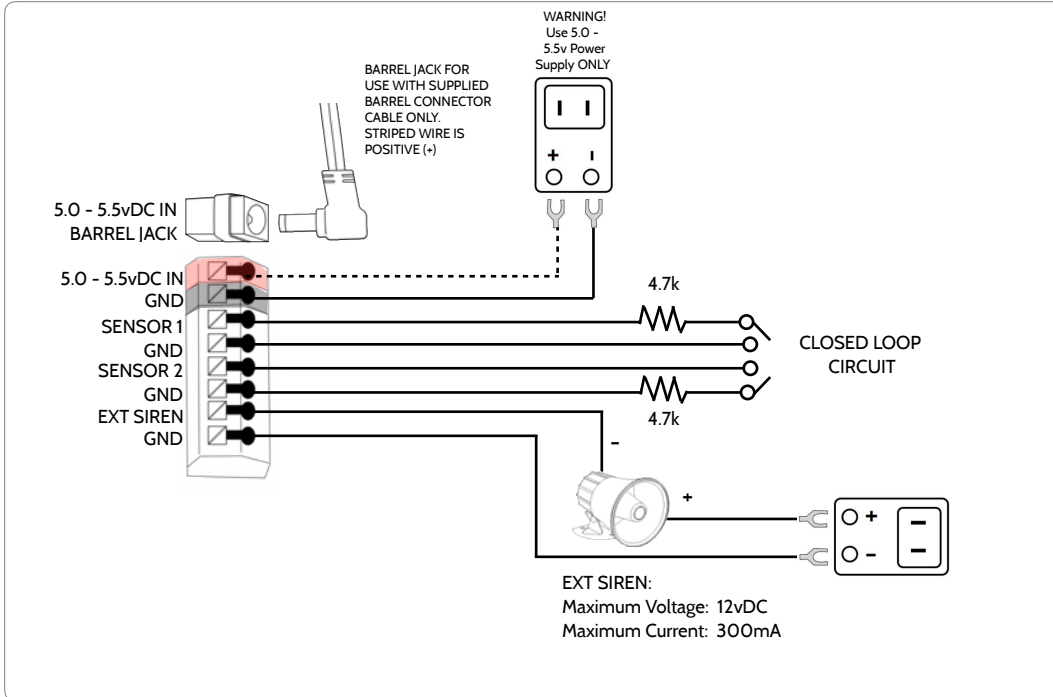 WARNING!
Use 5.0 -
5.5v Power
Supply ONLY
BARREL JACK FOR
USE WITH SUPPLIED
BARREL CONNECTOR
CABLE ONLY.
STRIPED WIRE IS
POSITIVE (+)
+ -
5.0 - 5.5vDC IN
BARREL JACK
5.0 - 5.5vDC IN
GND
SENSOR 1
GND
SENSOR 2
GND
EXT SIREN
GND
4.7k
CLOSED LOOP
CIRCUIT
4.7k
-
+
+
-
EXT SIREN:
Maximum Voltage: 12vDC
Maximum Current: 300mA